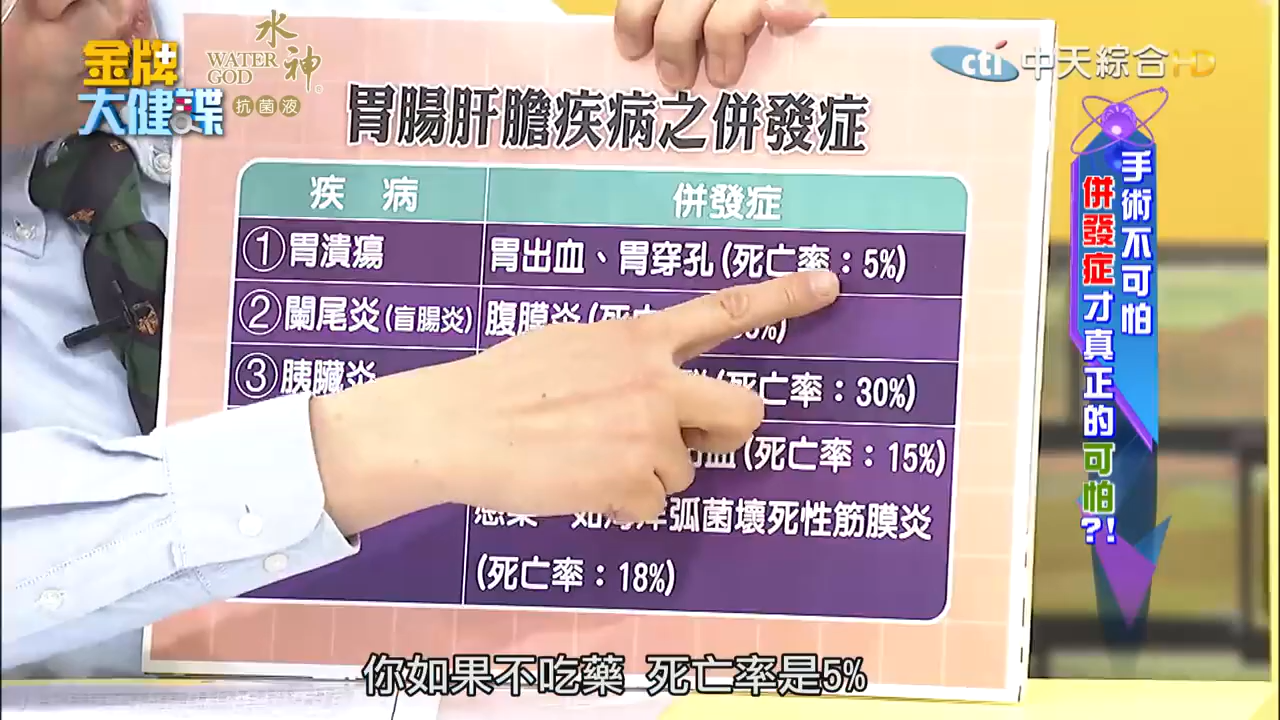 金牌
大健諜
水神
WATER
GOD
抗菌液
cti 中天綜合HD
胃腸肝膽疾病之併發症
疾病 併發症
①胃潰瘍 胃出血、胃穿孔(死亡率：5%)
②闌尾炎(盲腸炎) 腹膜炎
③胰臟炎 死亡率：30%)
(死亡率：15%)
弧菌壞死性筋膜炎
(死亡率：18%)
手術不可怕
併發症才真正的可怕?!
你如果不吃藥 死亡率是5%